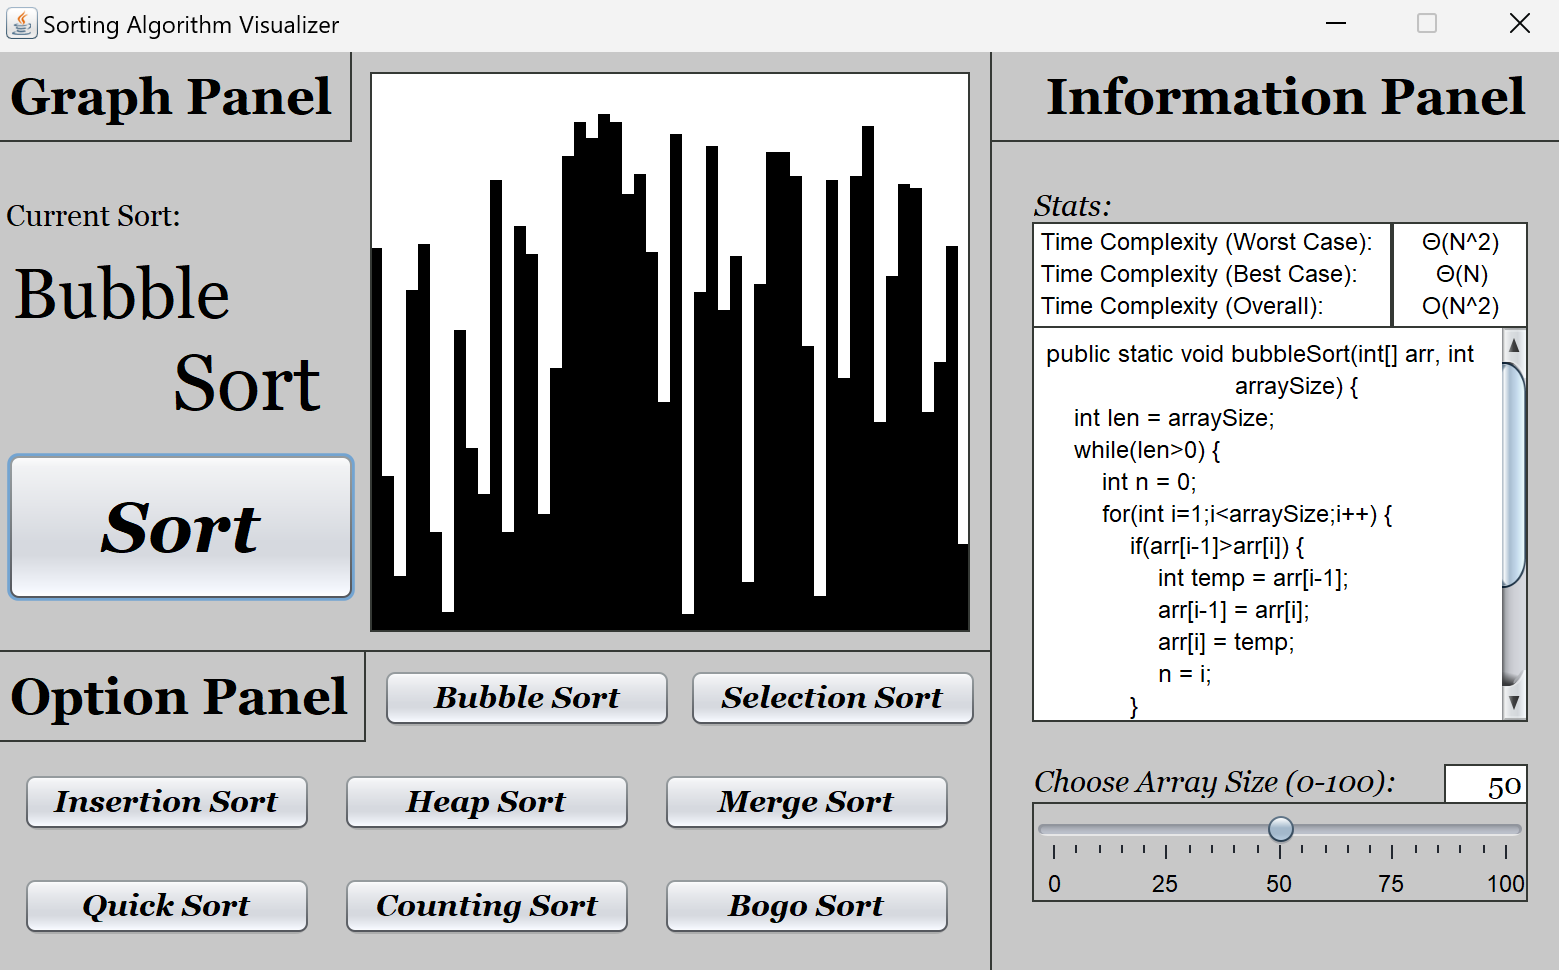 Sorting Algorithm Visualizer
Graph Panel
Current Sort:
Bubble
Sort
Sort
Information Panel
Stats:
Time Complexity (Worst Case): Θ(N^2)
Time Complexity (Best Case): Θ(N)
Time Complexity (Overall): O(N^2)
public static void bubbleSort(int[] arr, int
arraySize) {
int len = arraySize;
while(len>0) {
int n = 0;
for(int i=1;i<arraySize;i++) {
if(arr[i-1]>arr[i]) {
int temp = arr[i-1];
arr[i-1] = arr[i];
arr[i] = temp;
n = i;
}
Choose Array Size (0-100): 50
0 25 50 75 100
Option Panel
Bubble Sort Selection Sort
Insertion Sort Heap Sort Merge Sort
Quick Sort Counting Sort Bogo Sort